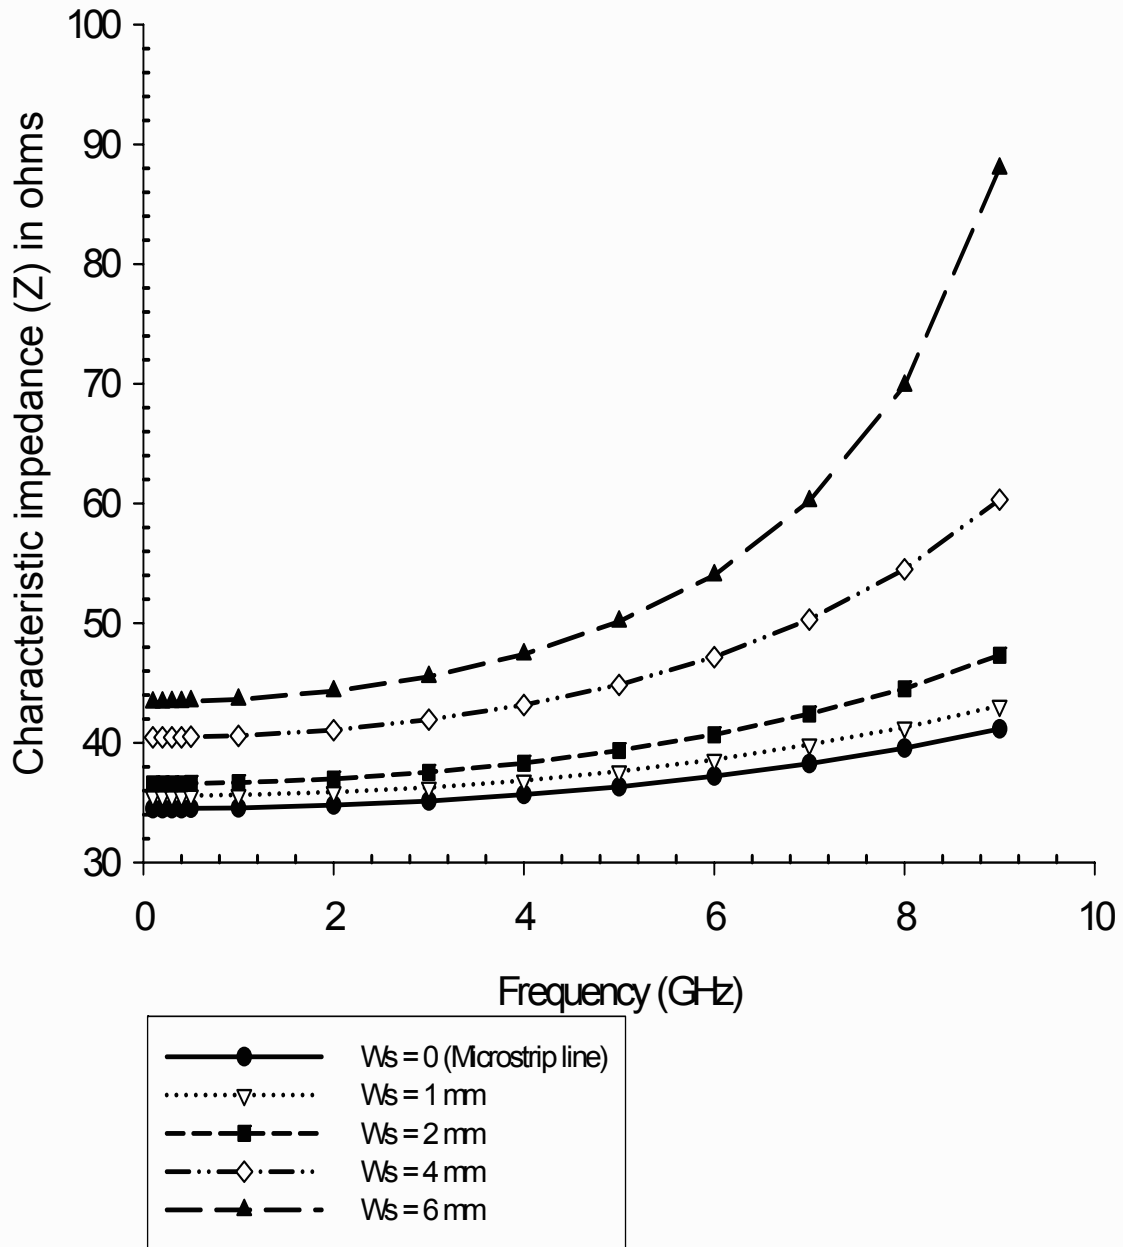 Characteristic impedance (Z) in ohms
100
90
80
70
60
50
40
30
0 2 4 6 8 10
Frequency (GHz)
Ws = 0 (Microstrip line)
Ws = 1 mm
Ws = 2 mm
Ws = 4 mm
Ws = 6 mm